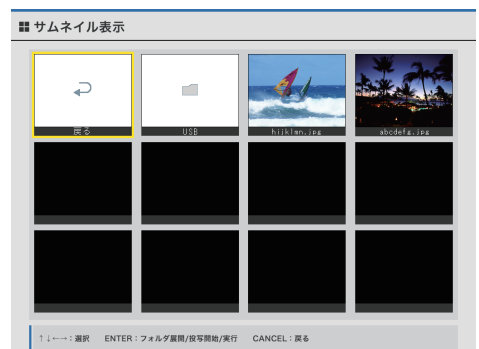 サムネイル表示
戻る
USB
hijklmn.jpg
abcdefg.jpg
↑↓←→:選択 ENTER:フォルダ展開/投写開始/実行 CANCEL:戻る